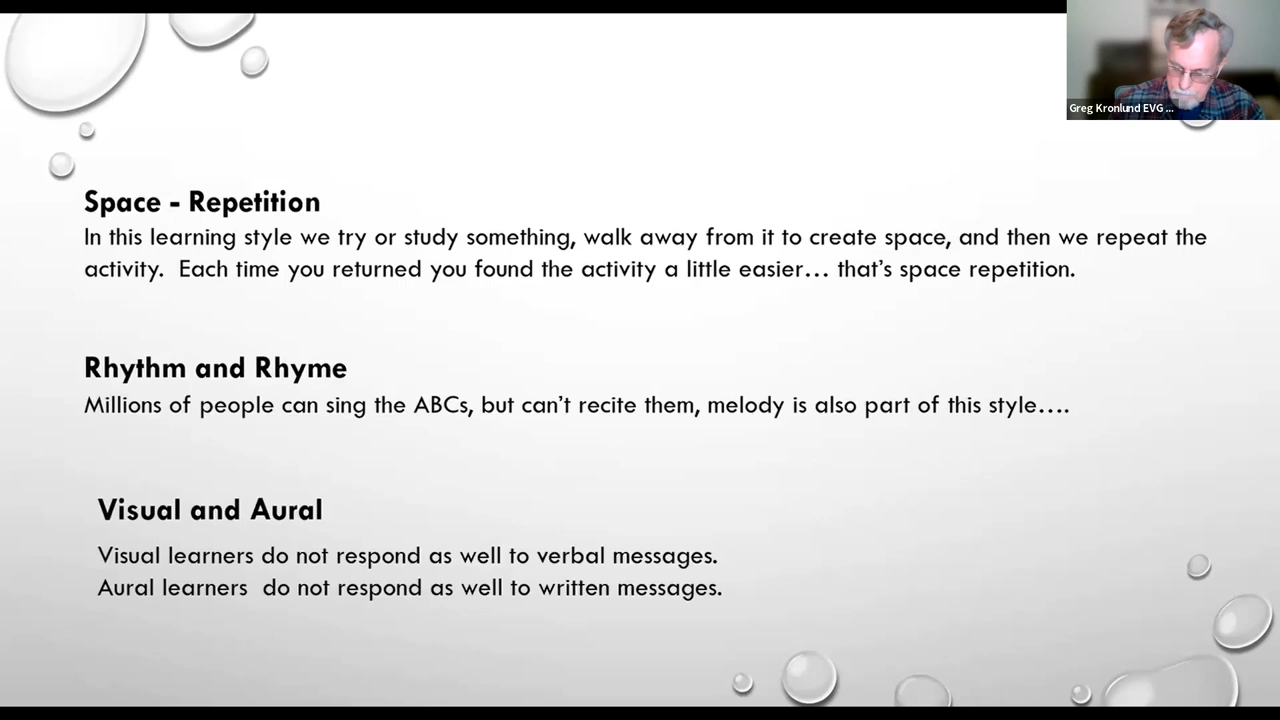 Greg Kronlund EVG ...
Space - Repetition
In this learning style we try or study something, walk away from it to create space, and then we repeat the
activity.  Each time you returned you found the activity a little easier… that’s space repetition.
Rhythm and Rhyme
Millions of people can sing the ABCs, but can’t recite them, melody is also part of this style….
Visual and Aural
Visual learners do not respond as well to verbal messages.
Aural learners  do not respond as well to written messages.